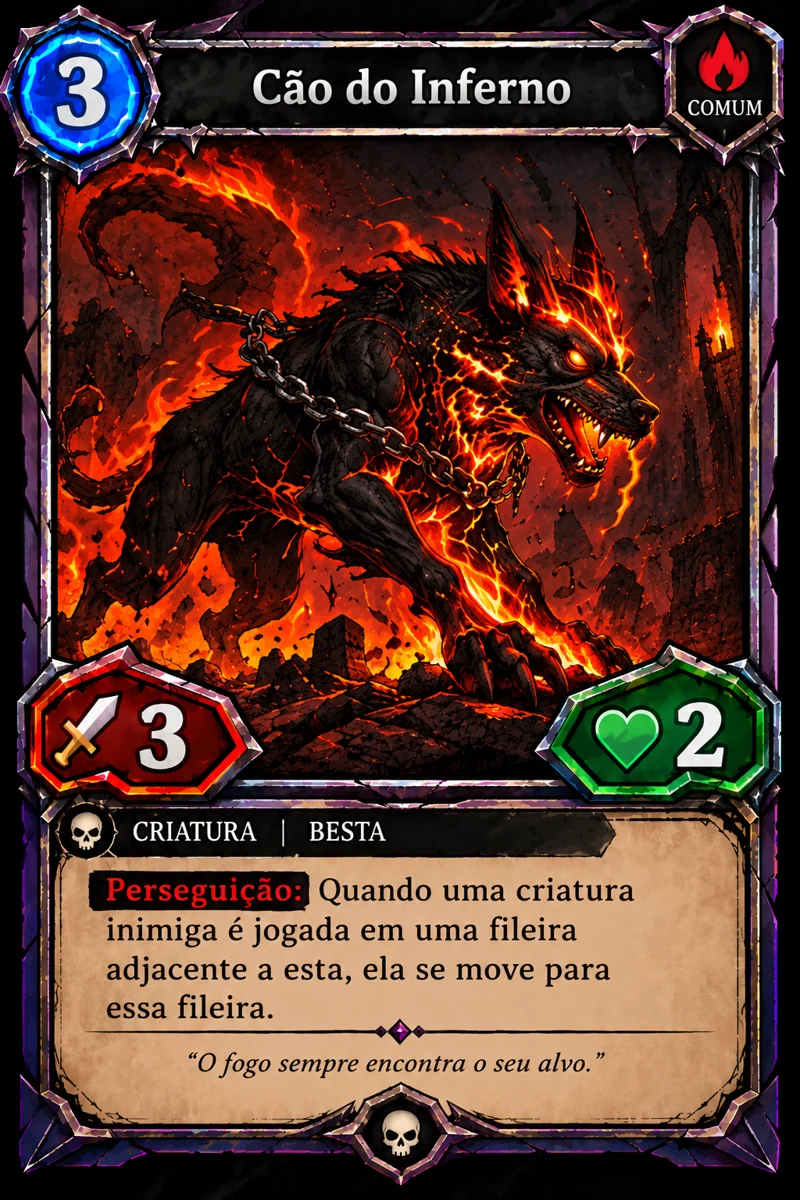 3
Cão do Inferno
COMUM
3
2
CRIATURA | BESTA
Perseguição: Quando uma criatura
inimiga é jogada em uma fileira
adjacente a esta, ela se move para
essa fileira.
“O fogo sempre encontra o seu alvo.”